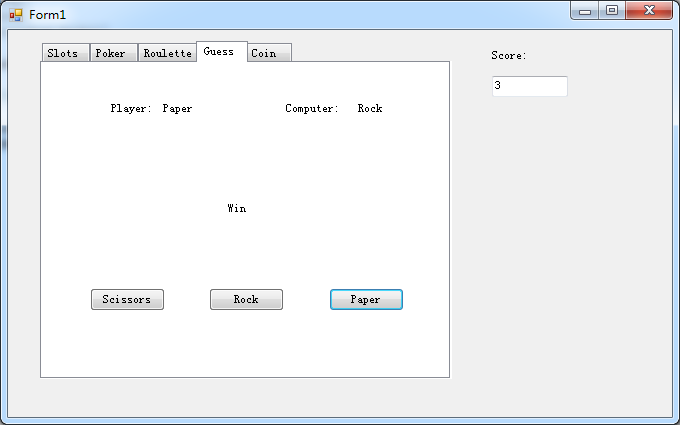 Form1
Slots Poker Roulette Guess Coin
Score:
3
Player: Paper Computer: Rock
Win
Scissors Rock Paper